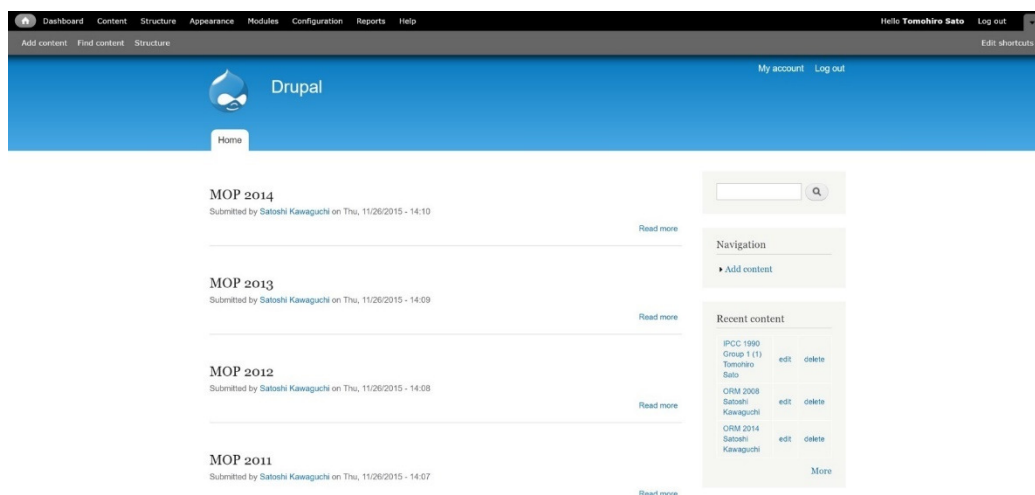 Dashboard Content Structure Appearance Modules Configuration Reports Help Hello Tomohiro Sato Log out
Add content Find content Structure Edit shortcuts
My account Log out
Drupal
Home
MOP 2014
Submitted by Satoshi Kawaguchi on Thu, 11/26/2015 - 14:10
Read more
MOP 2013
Submitted by Satoshi Kawaguchi on Thu, 11/26/2015 - 14:09
Read more
MOP 2012
Submitted by Satoshi Kawaguchi on Thu, 11/26/2015 - 14:08
Read more
MOP 2011
Submitted by Satoshi Kawaguchi on Thu, 11/26/2015 - 14:07
Read more
Navigation
Add content
Recent content
IPCC 1990
Group 1 (1)
Tomohiro
Sato
edit delete
ORM 2008
Satoshi
Kawaguchi
edit delete
ORM 2014
Satoshi
Kawaguchi
edit delete
More